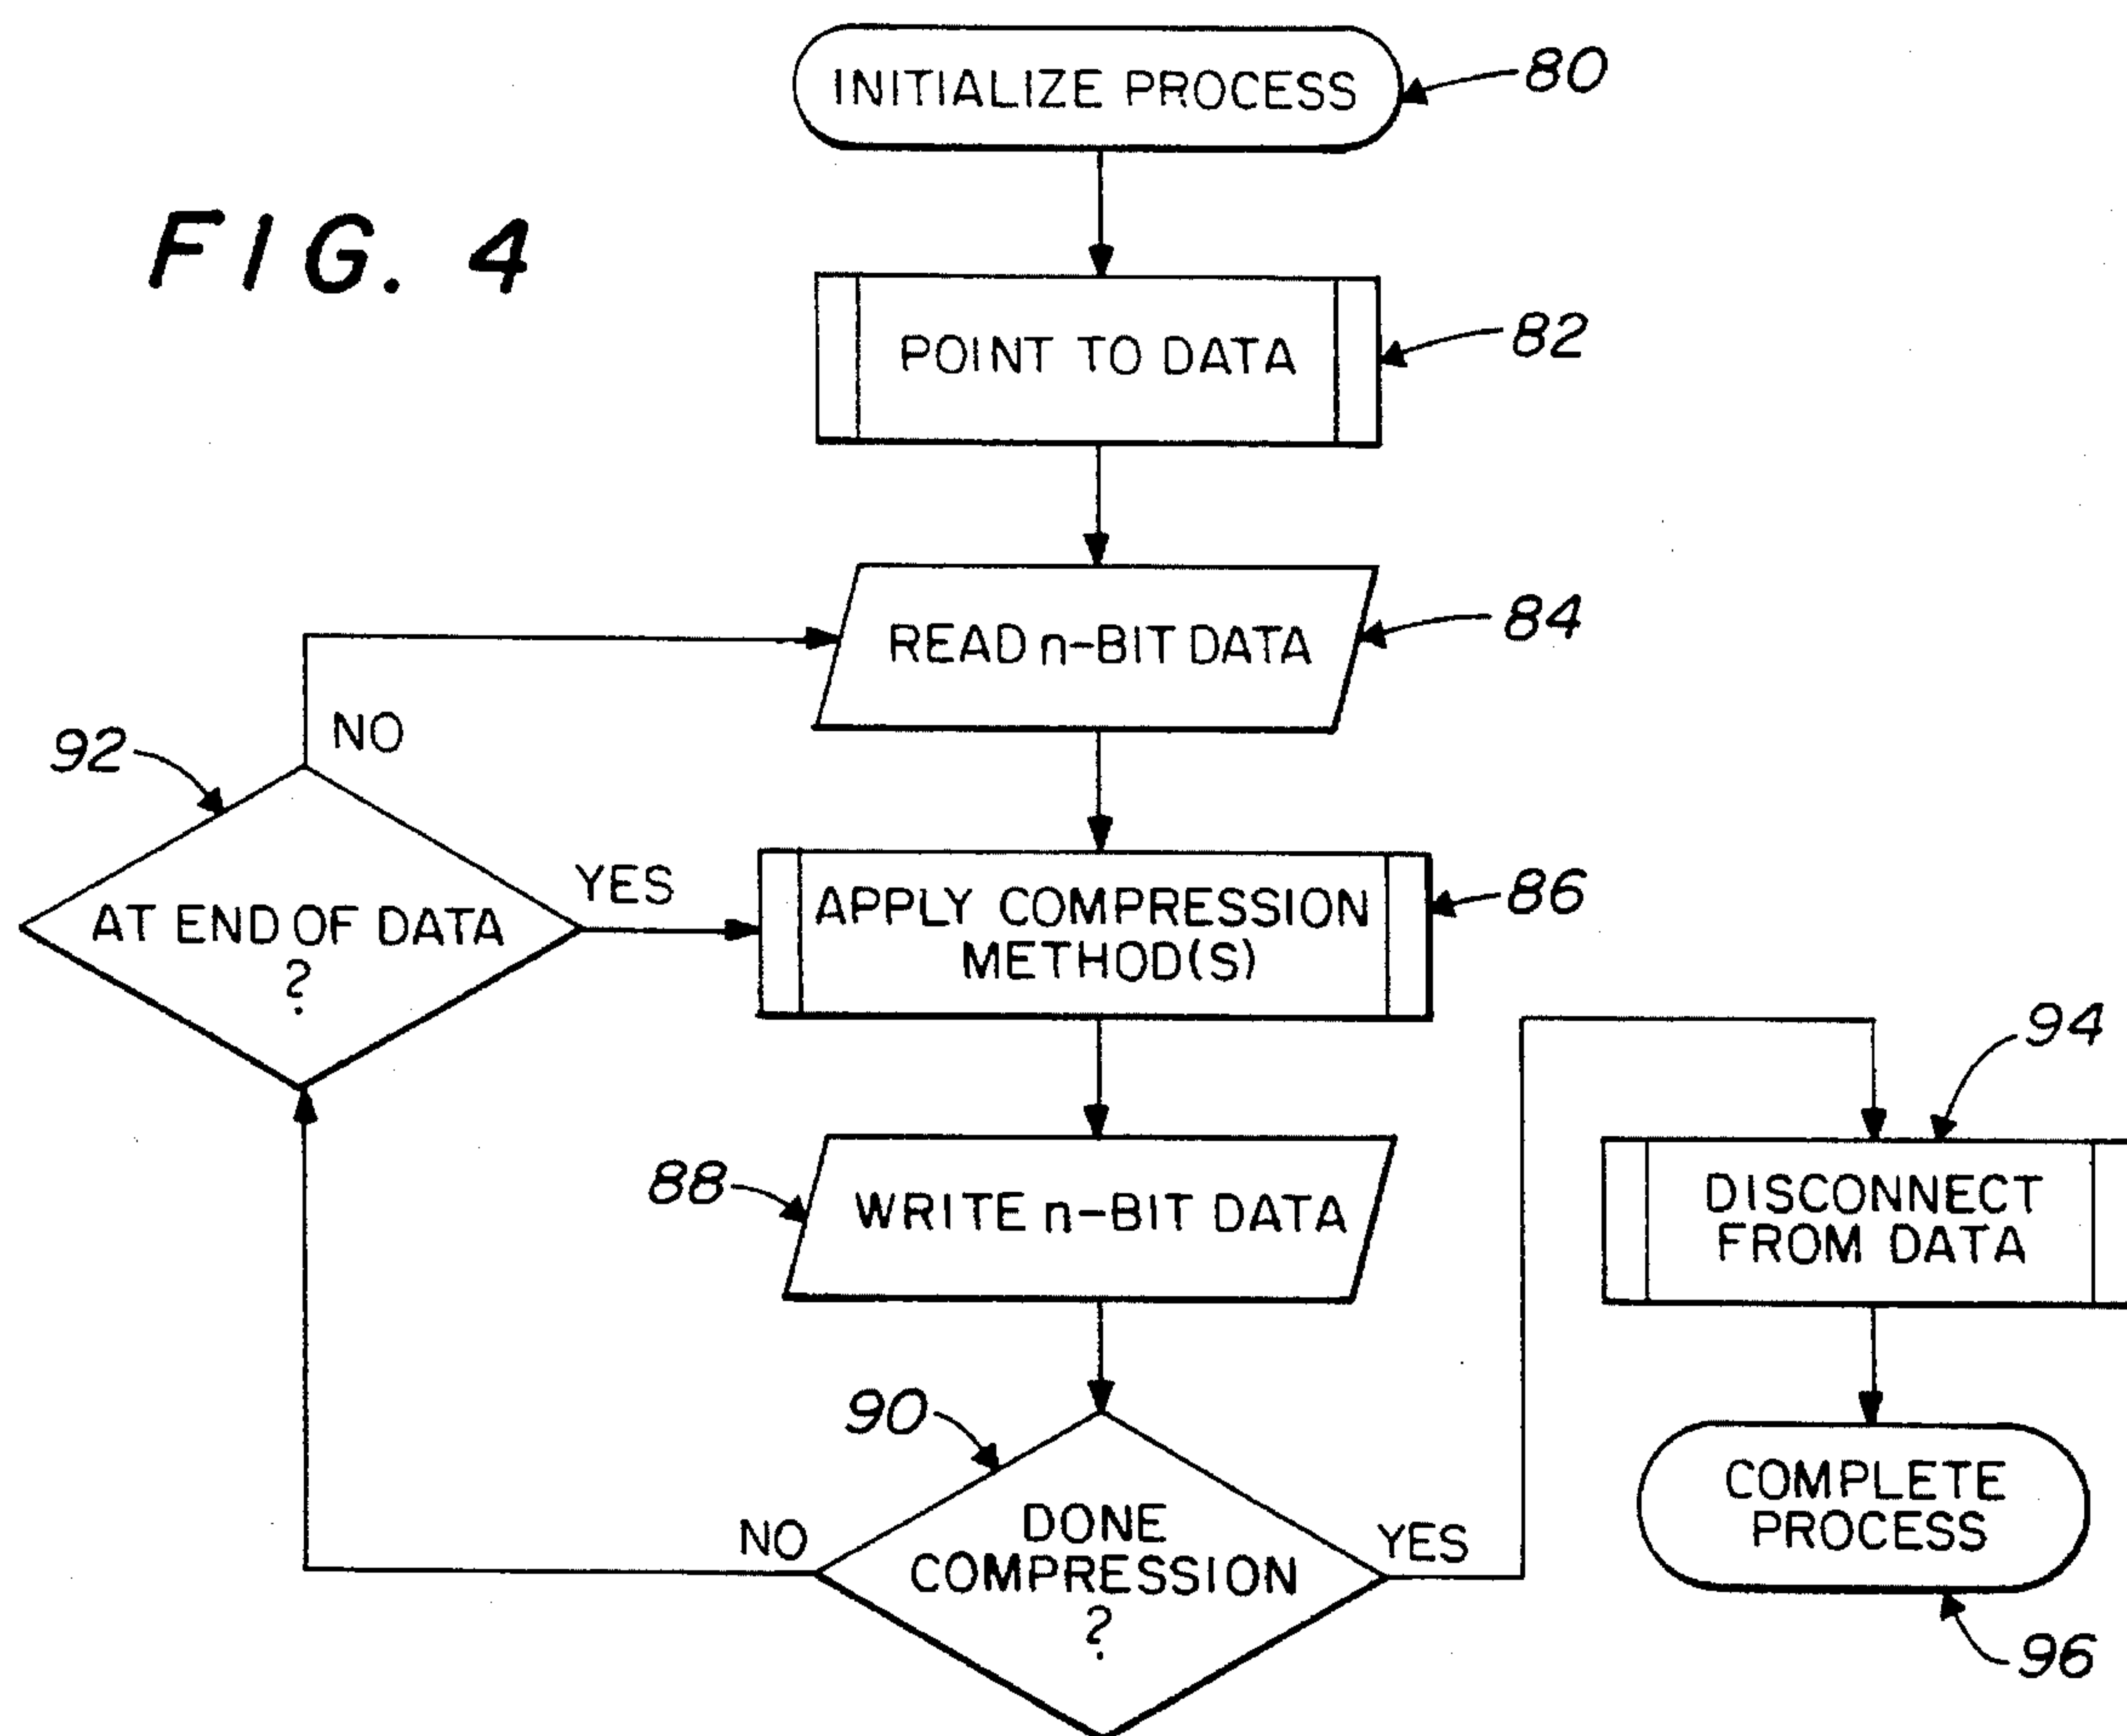 INITIALIZE PROCESS
80
FIG. 4
POINT TO DATA
82
READ n-BIT DATA
84
NO
92
AT END OF DATA
?
YES
APPLY COMPRESSION
METHOD(S)
86
WRITE n-BIT DATA
88
94
DISCONNECT
FROM DATA
90
DONE
COMPRESSION
?
NO
YES
COMPLETE
PROCESS
96